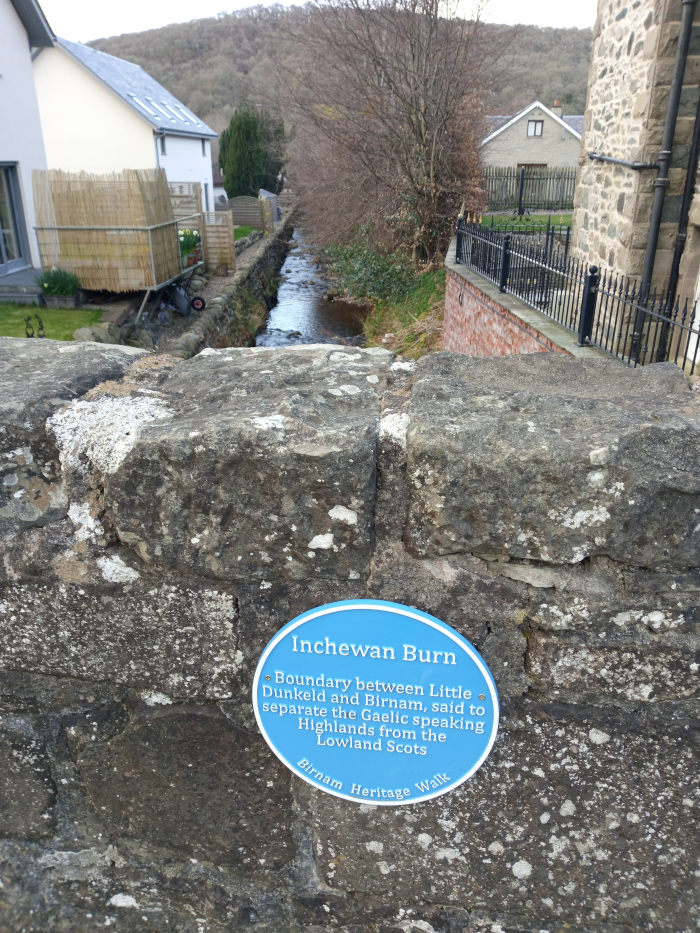 Inchewan Burn
Boundary between Little
Dunkeld and Birnam, said to
separate the Gaelic speaking
Highlands from the
Lowland Scots
Birnam Heritage Walk